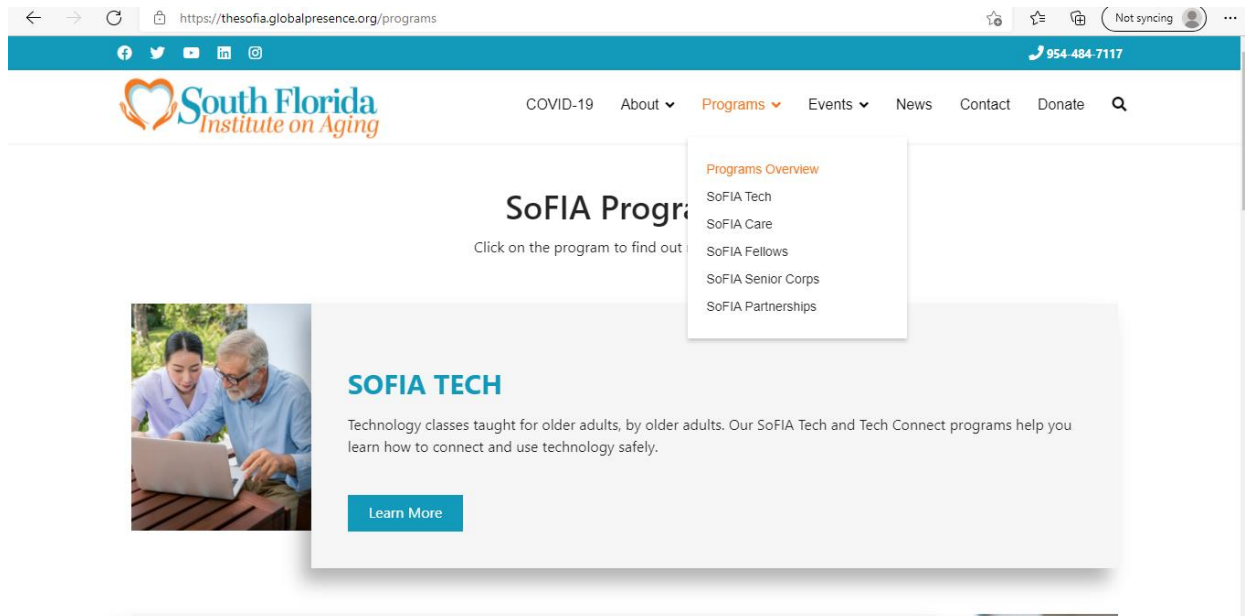 https://thesofia.globalpresence.org/programs
Not syncing
954-484-7117
South Florida
Institute on Aging
COVID-19 About Programs Events News Contact Donate
Programs Overview
SoFIA Tech
SoFIA Care
SoFIA Fellows
SoFIA Senior Corps
SoFIA Partnerships
SoFIA
Click on the program to find out
SOFIA TECH
Technology classes taught for older adults, by older adults. Our SoFIA Tech and Tech Connect programs help you
learn how to connect and use technology safely.
Learn More